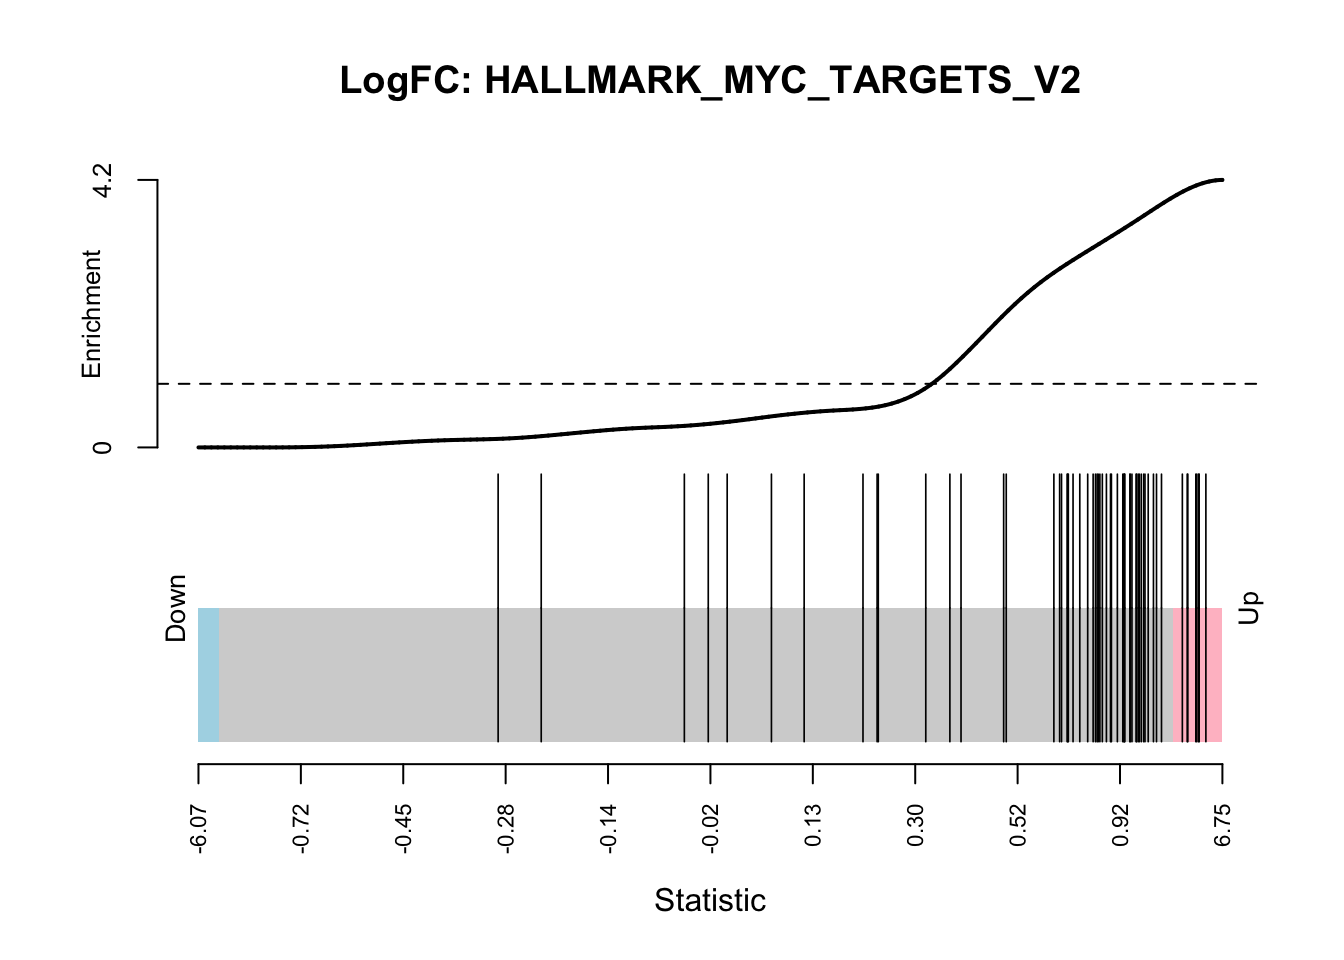 LogFC: HALLMARK_MYC_TARGETS_V2
4.2
Enrichment
0
Down
Up
-6.07 -0.72 -0.45 -0.28 -0.14 -0.02 0.13 0.30 0.52 0.92 6.75
Statistic